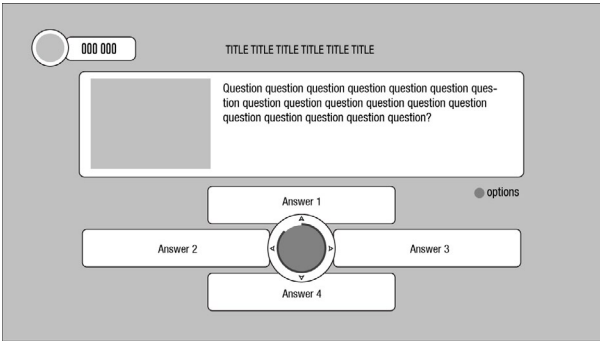 000 000
TITLE TITLE TITLE TITLE TITLE TITLE
Question question question question question question ques-
tion question question question question question question
question question question question question?
options
Answer 1
Answer 2
Answer 3
Answer 4